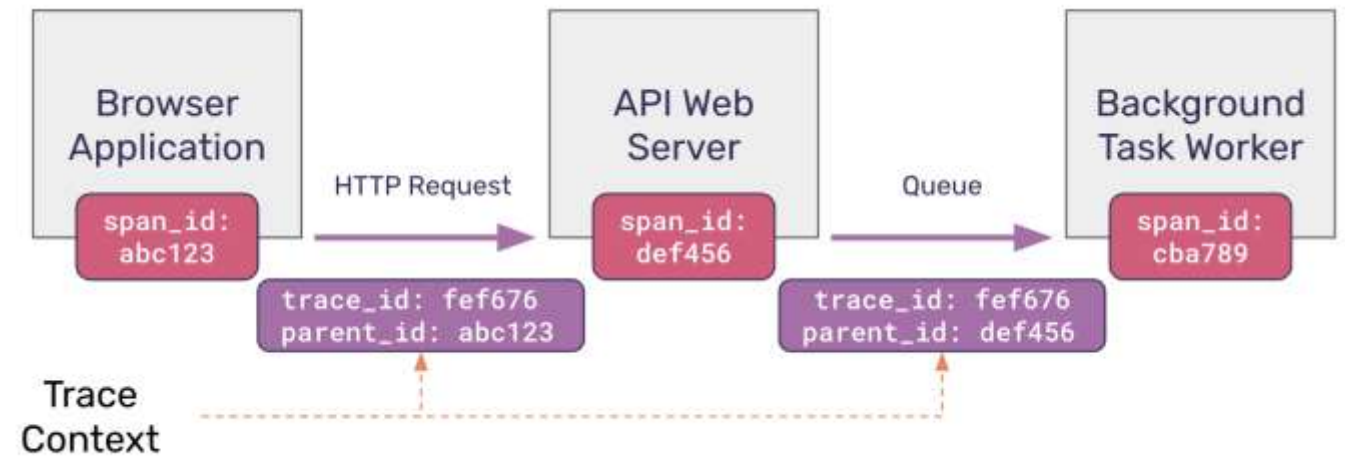 Browser
Application
API Web
Server
Background
Task Worker
HTTP Request
Queue
span_id:
abc123
span_id:
def456
span_id:
cba789
trace_id: fef676
parent_id: abc123
trace_id: fef676
parent_id: def456
Trace
Context